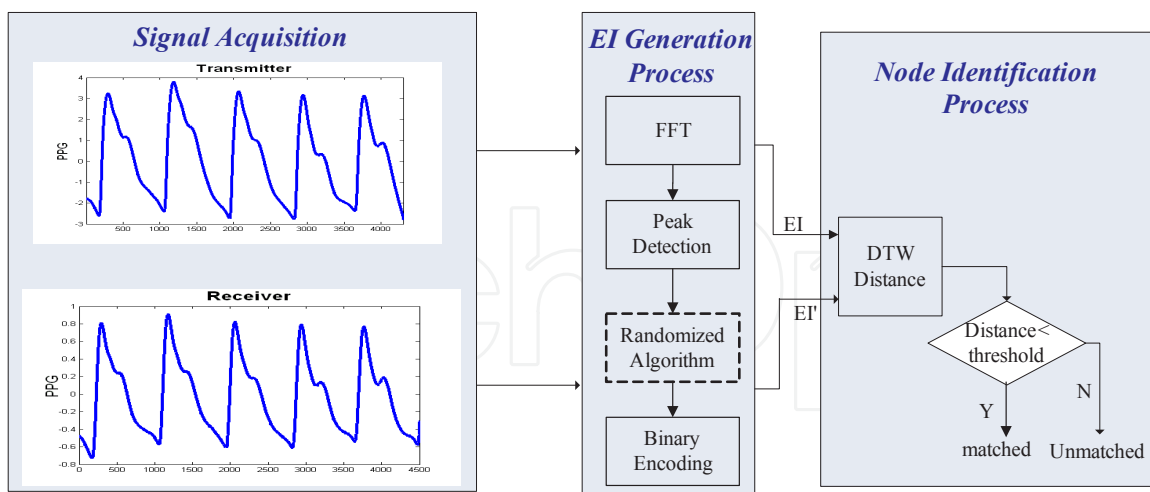 Signal Acquisition
Transmitter
PPG
4
3
2
1
0
-1
-2
-3
500 1000 1500 2000 2500 3000 3500 4000
Receiver
PPG
1
0.8
0.6
0.4
0.2
0
-0.2
-0.4
-0.6
-0.8
0 500 1000 1500 2000 2500 3000 3500 4000 4500
EI Generation
Process
FFT
Peak
Detection
Randomized
Algorithm
Binary
Encoding
EI
EI'
Node Identification
Process
DTW
Distance
Distance<
threshold
Y
N
matched
Unmatched